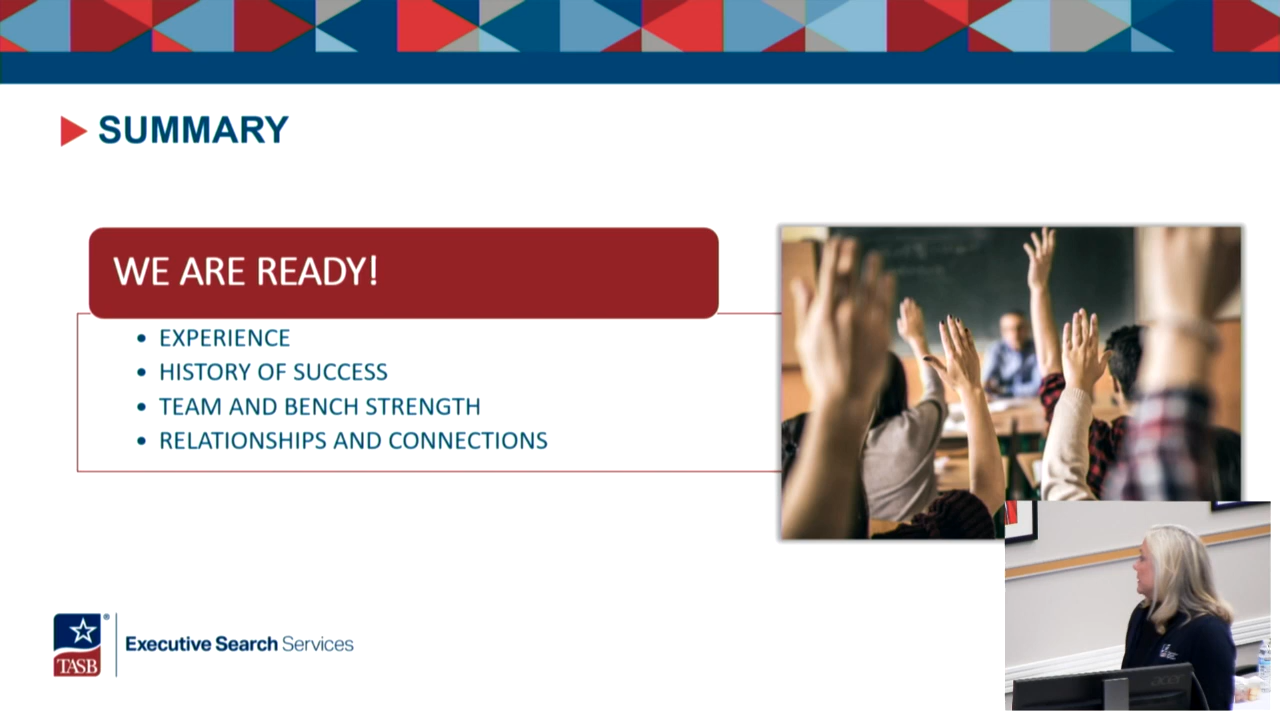 SUMMARY
WE ARE READY!
• EXPERIENCE
• HISTORY OF SUCCESS
• TEAM AND BENCH STRENGTH
• RELATIONSHIPS AND CONNECTIONS
TASB®
Executive Search Services
acer